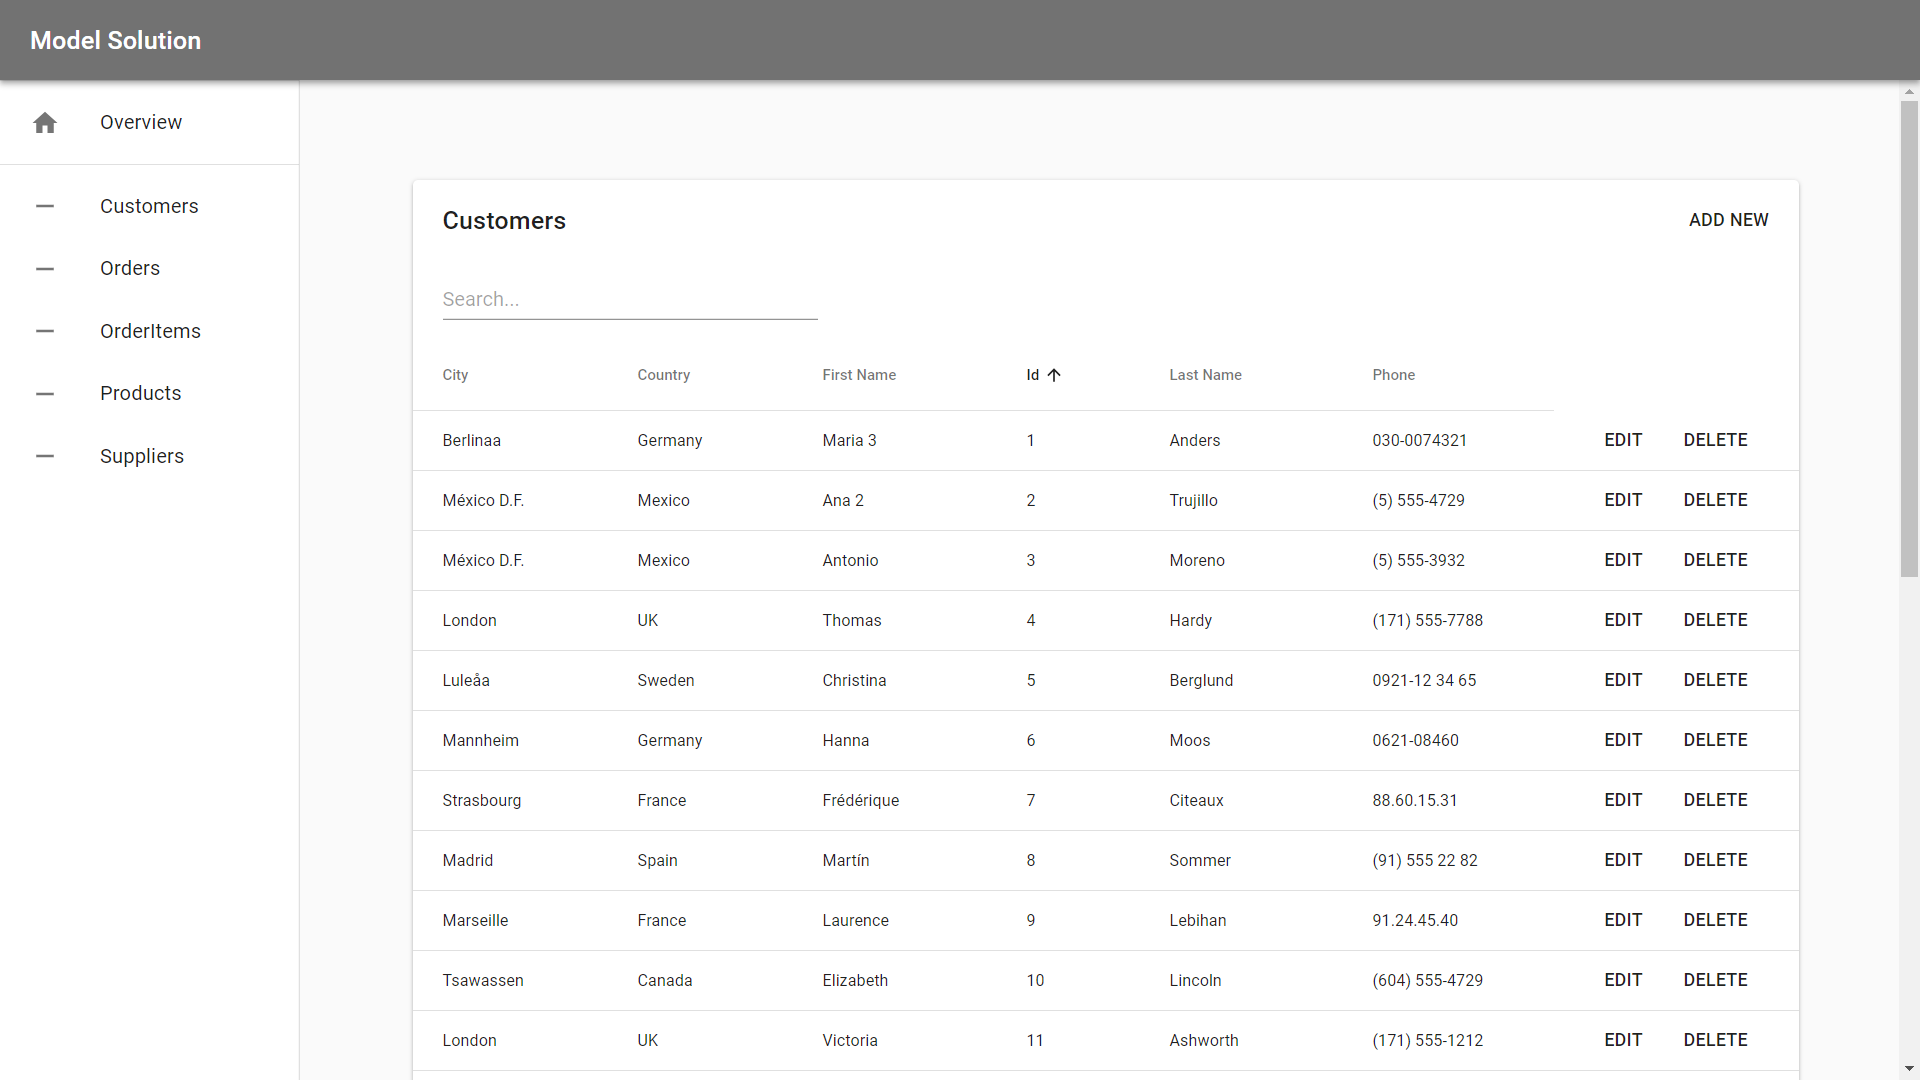 Model Solution
Overview
Customers
Orders
OrderItems
Products
Suppliers
Customers ADD NEW
Search...
City Country First Name Id Last Name Phone
Berlinaa Germany Maria 3 1 Anders 030-0074321 EDIT DELETE
México D.F. Mexico Ana 2 2 Trujillo (5) 555-4729 EDIT DELETE
México D.F. Mexico Antonio 3 Moreno (5) 555-3932 EDIT DELETE
London UK Thomas 4 Hardy (171) 555-7788 EDIT DELETE
Luleåa Sweden Christina 5 Berglund 0921-12 34 65 EDIT DELETE
Mannheim Germany Hanna 6 Moos 0621-08460 EDIT DELETE
Strasbourg France Frédérique 7 Citeaux 88.60.15.31 EDIT DELETE
Madrid Spain Martín 8 Sommer (91) 555 22 82 EDIT DELETE
Marseille France Laurence 9 Lebihan 91.24.45.40 EDIT DELETE
Tsawassen Canada Elizabeth 10 Lincoln (604) 555-4729 EDIT DELETE
London UK Victoria 11 Ashworth (171) 555-1212 EDIT DELETE